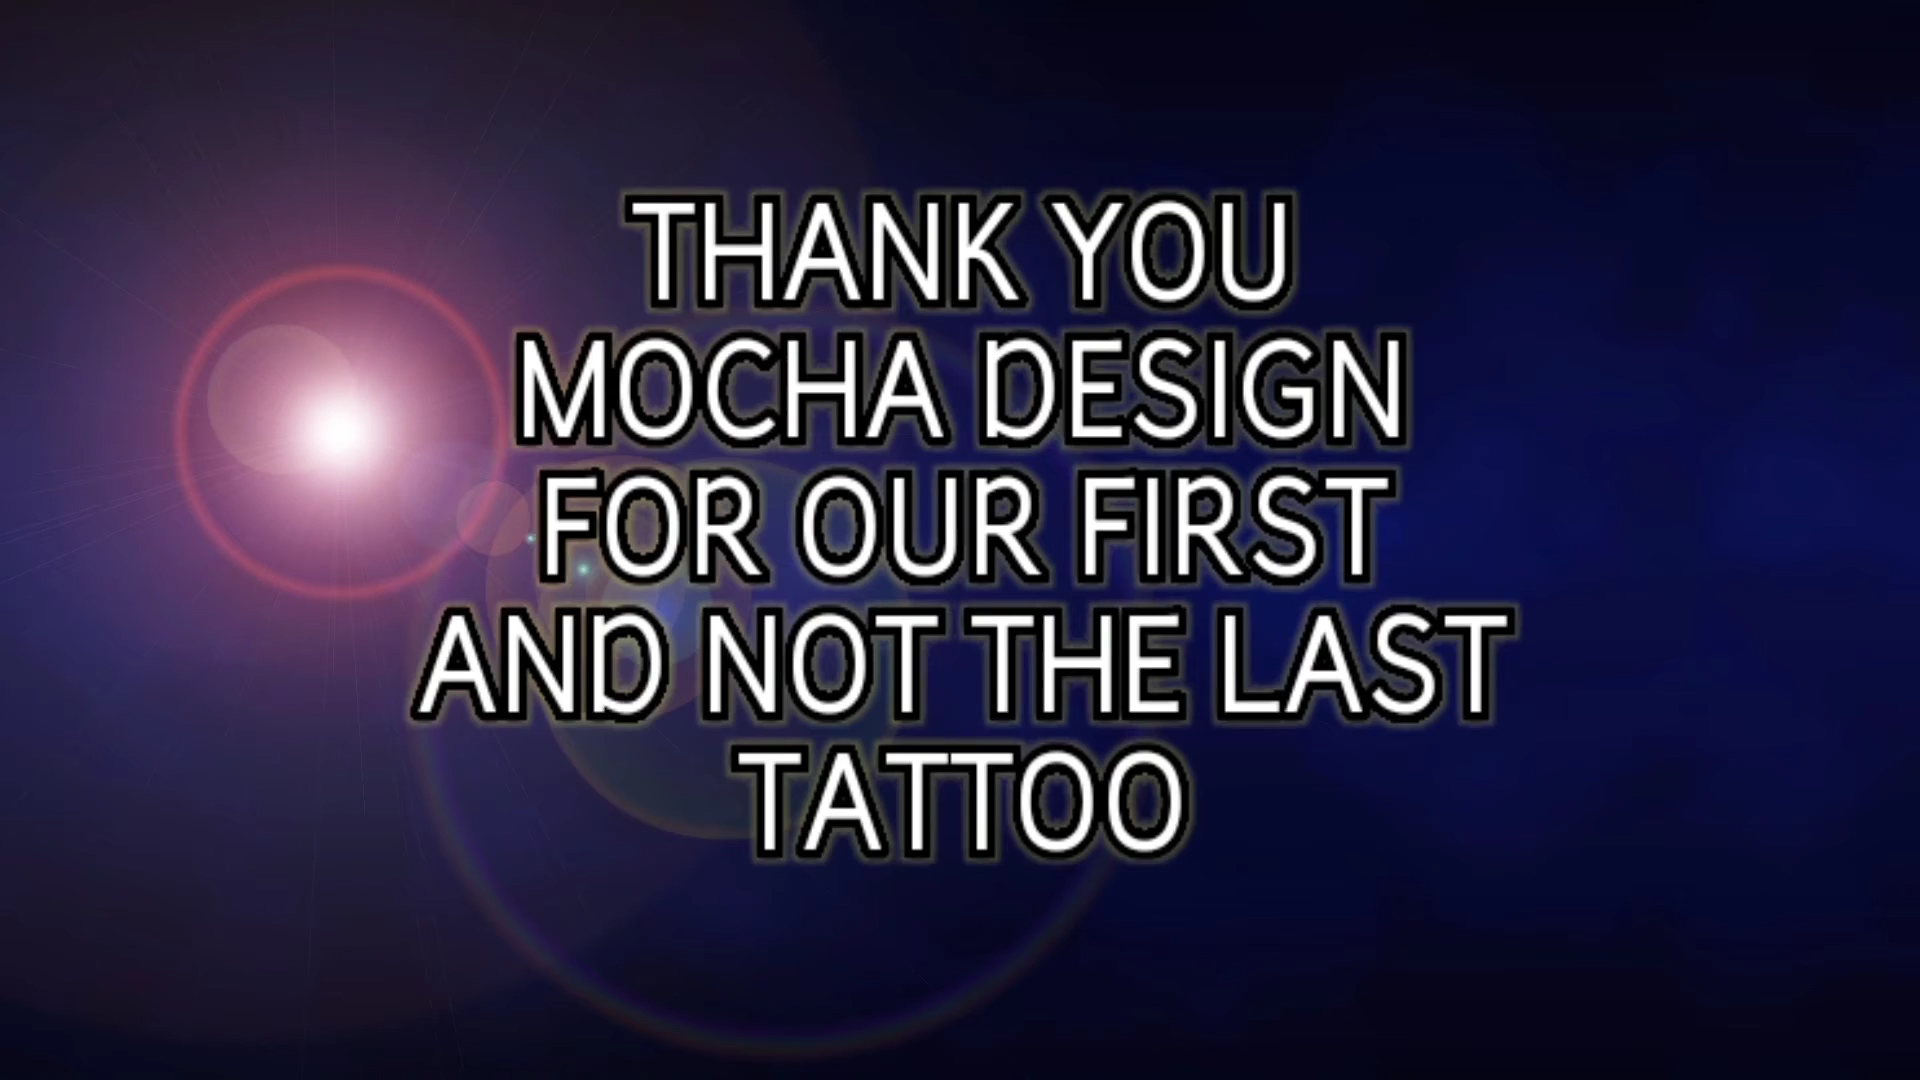 THANK YOU
MOCHA DESIGN
FOR OUR FIRST
AND NOT THE LAST
TATTOO